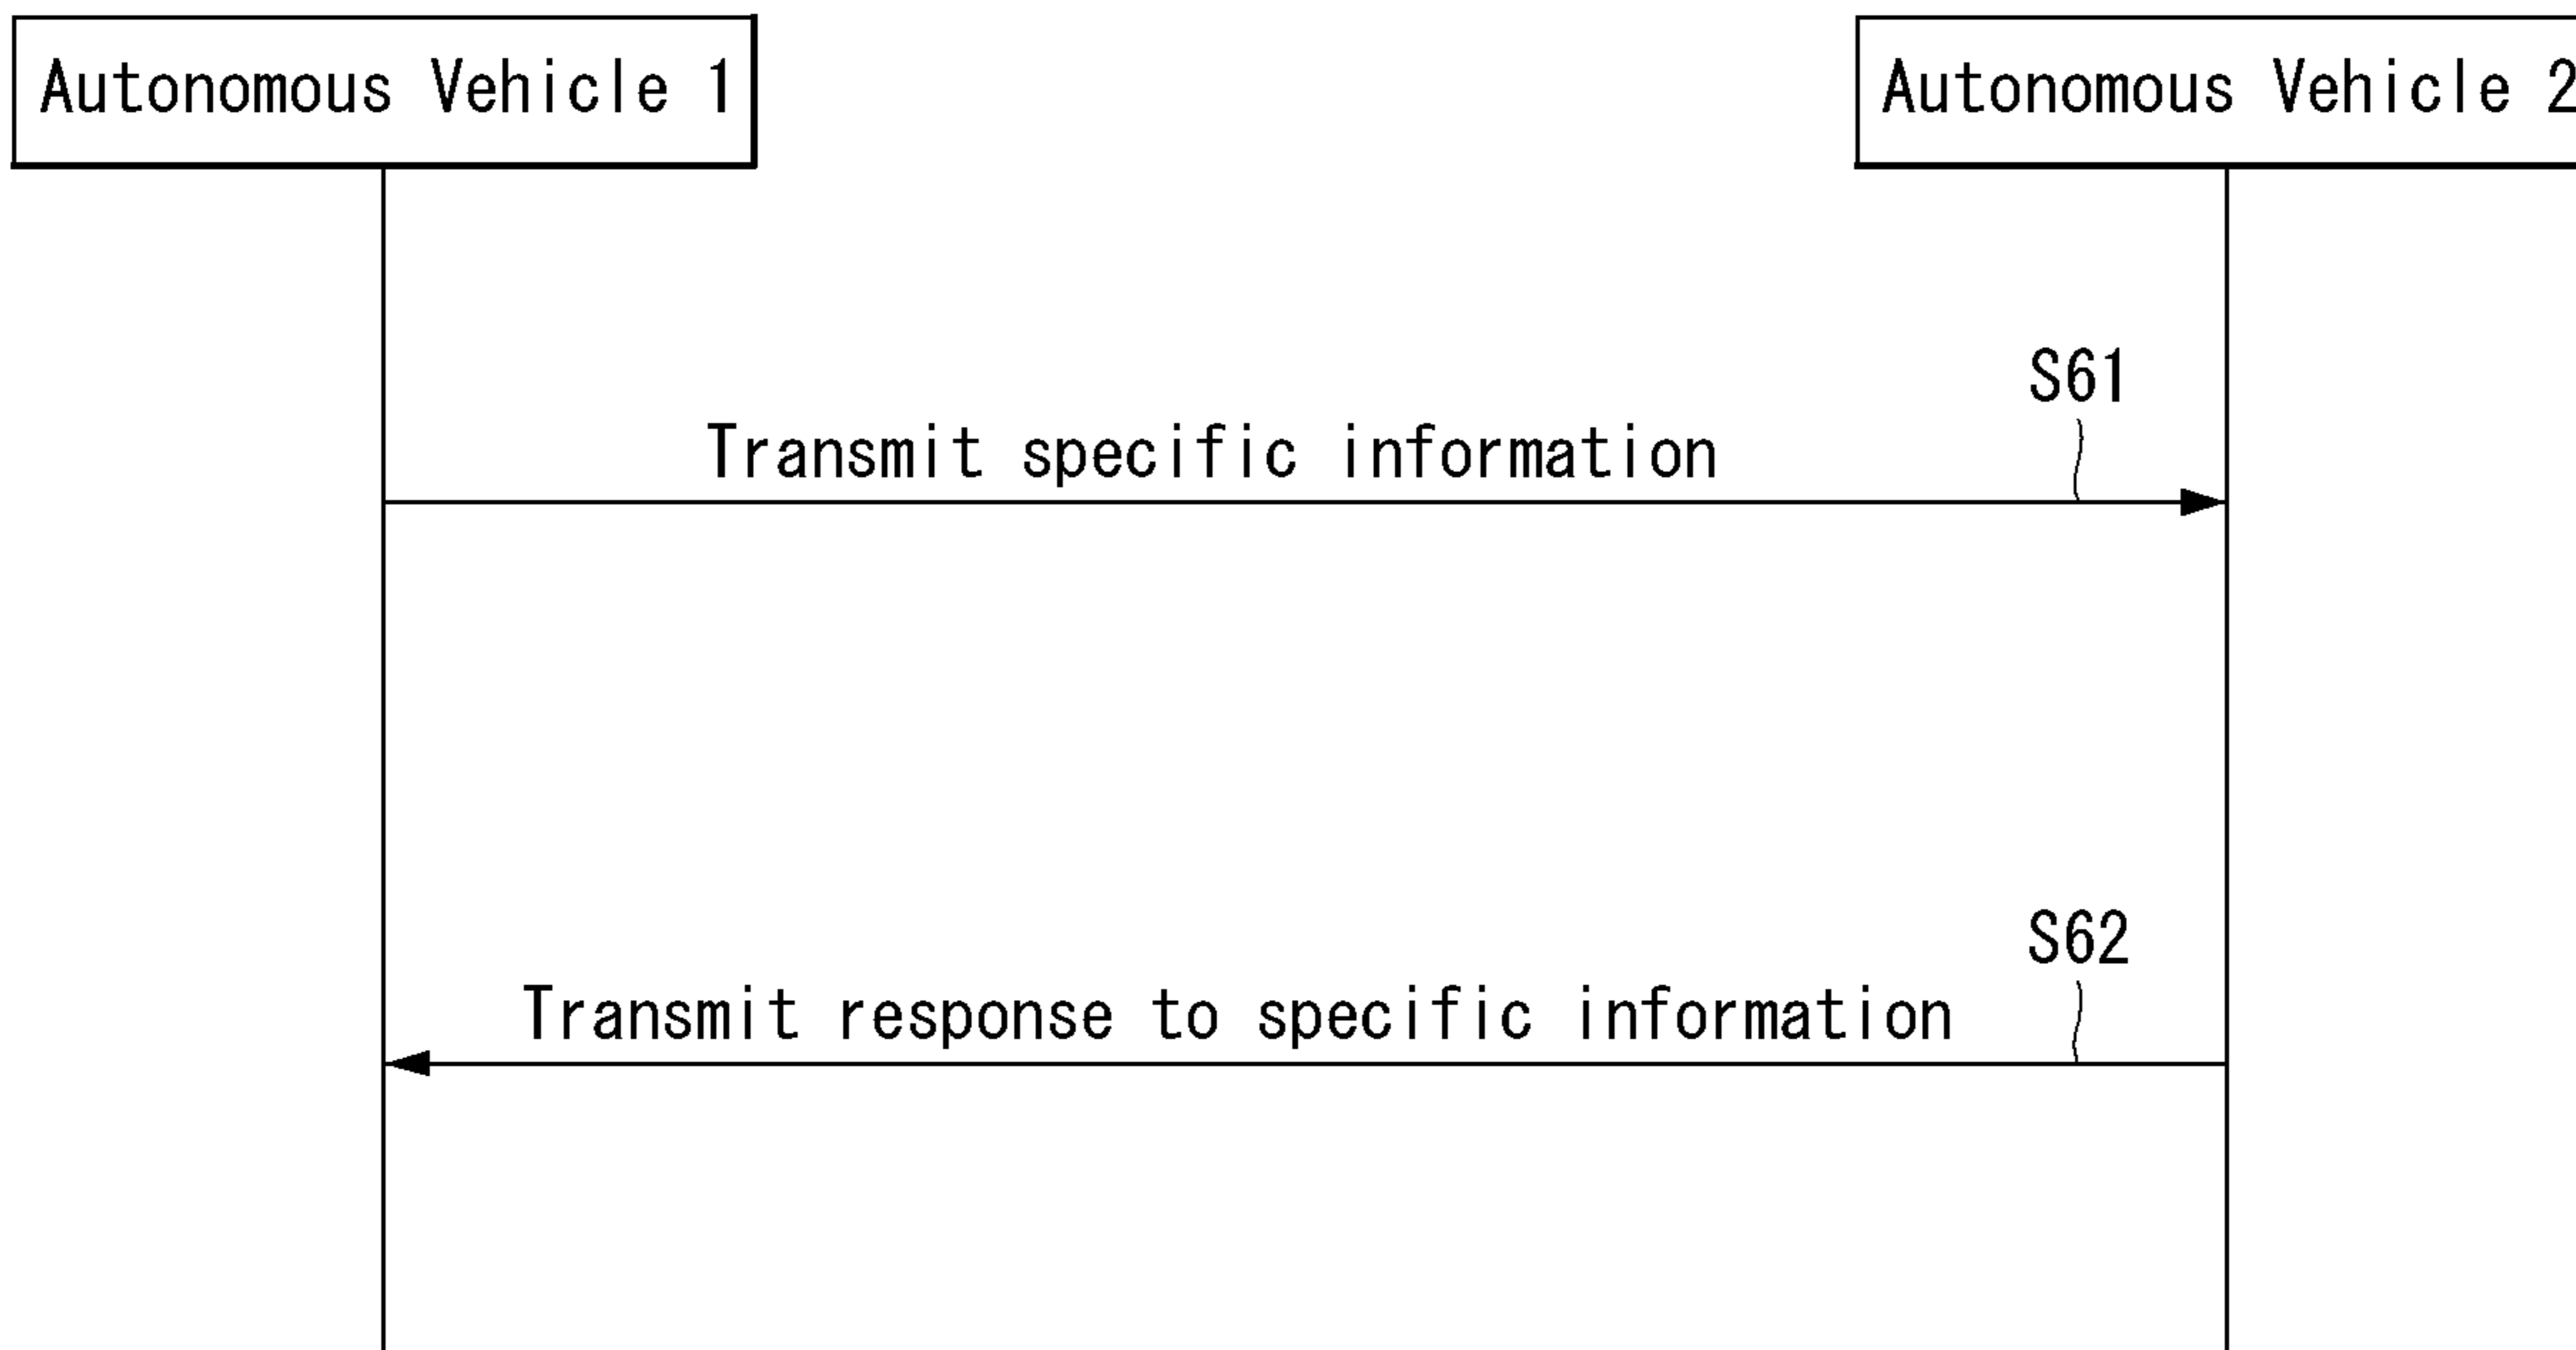 Autonomous Vehicle 1
Autonomous Vehicle 2
S61
Transmit specific information
S62
Transmit response to specific information